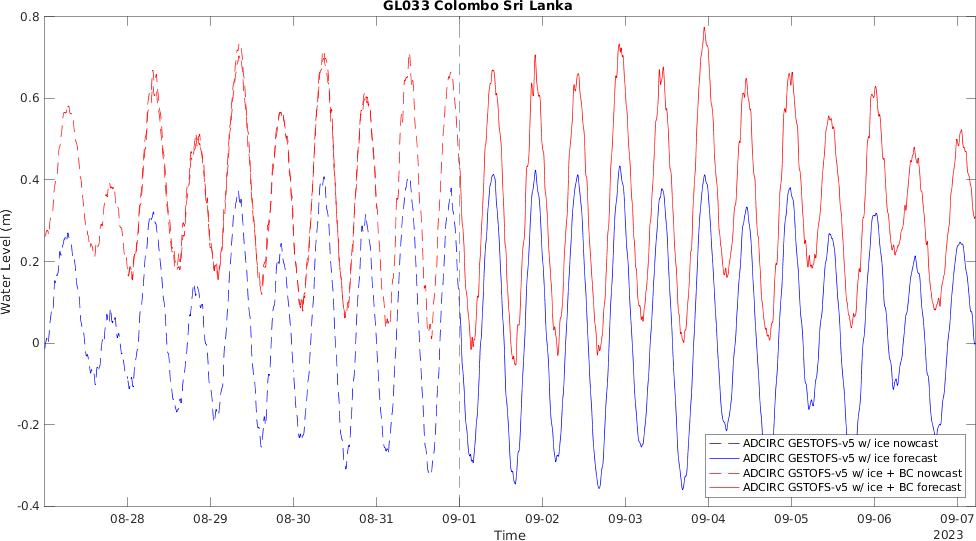 GL033 Colombo Sri Lanka
Water Level (m)
0.8
0.6
0.4
0.2
0
-0.2
-0.4
ADCIRC GESTOFS-v5 w/ ice nowcast
ADCIRC GESTOFS-v5 w/ ice forecast
ADCIRC GSTOFS-v5 w/ ice + BC nowcast
ADCIRC GSTOFS-v5 w/ ice + BC forecast
08-28 08-29 08-30 08-31 09-01 09-02 09-03 09-04 09-05 09-06 09-07
Time
2023